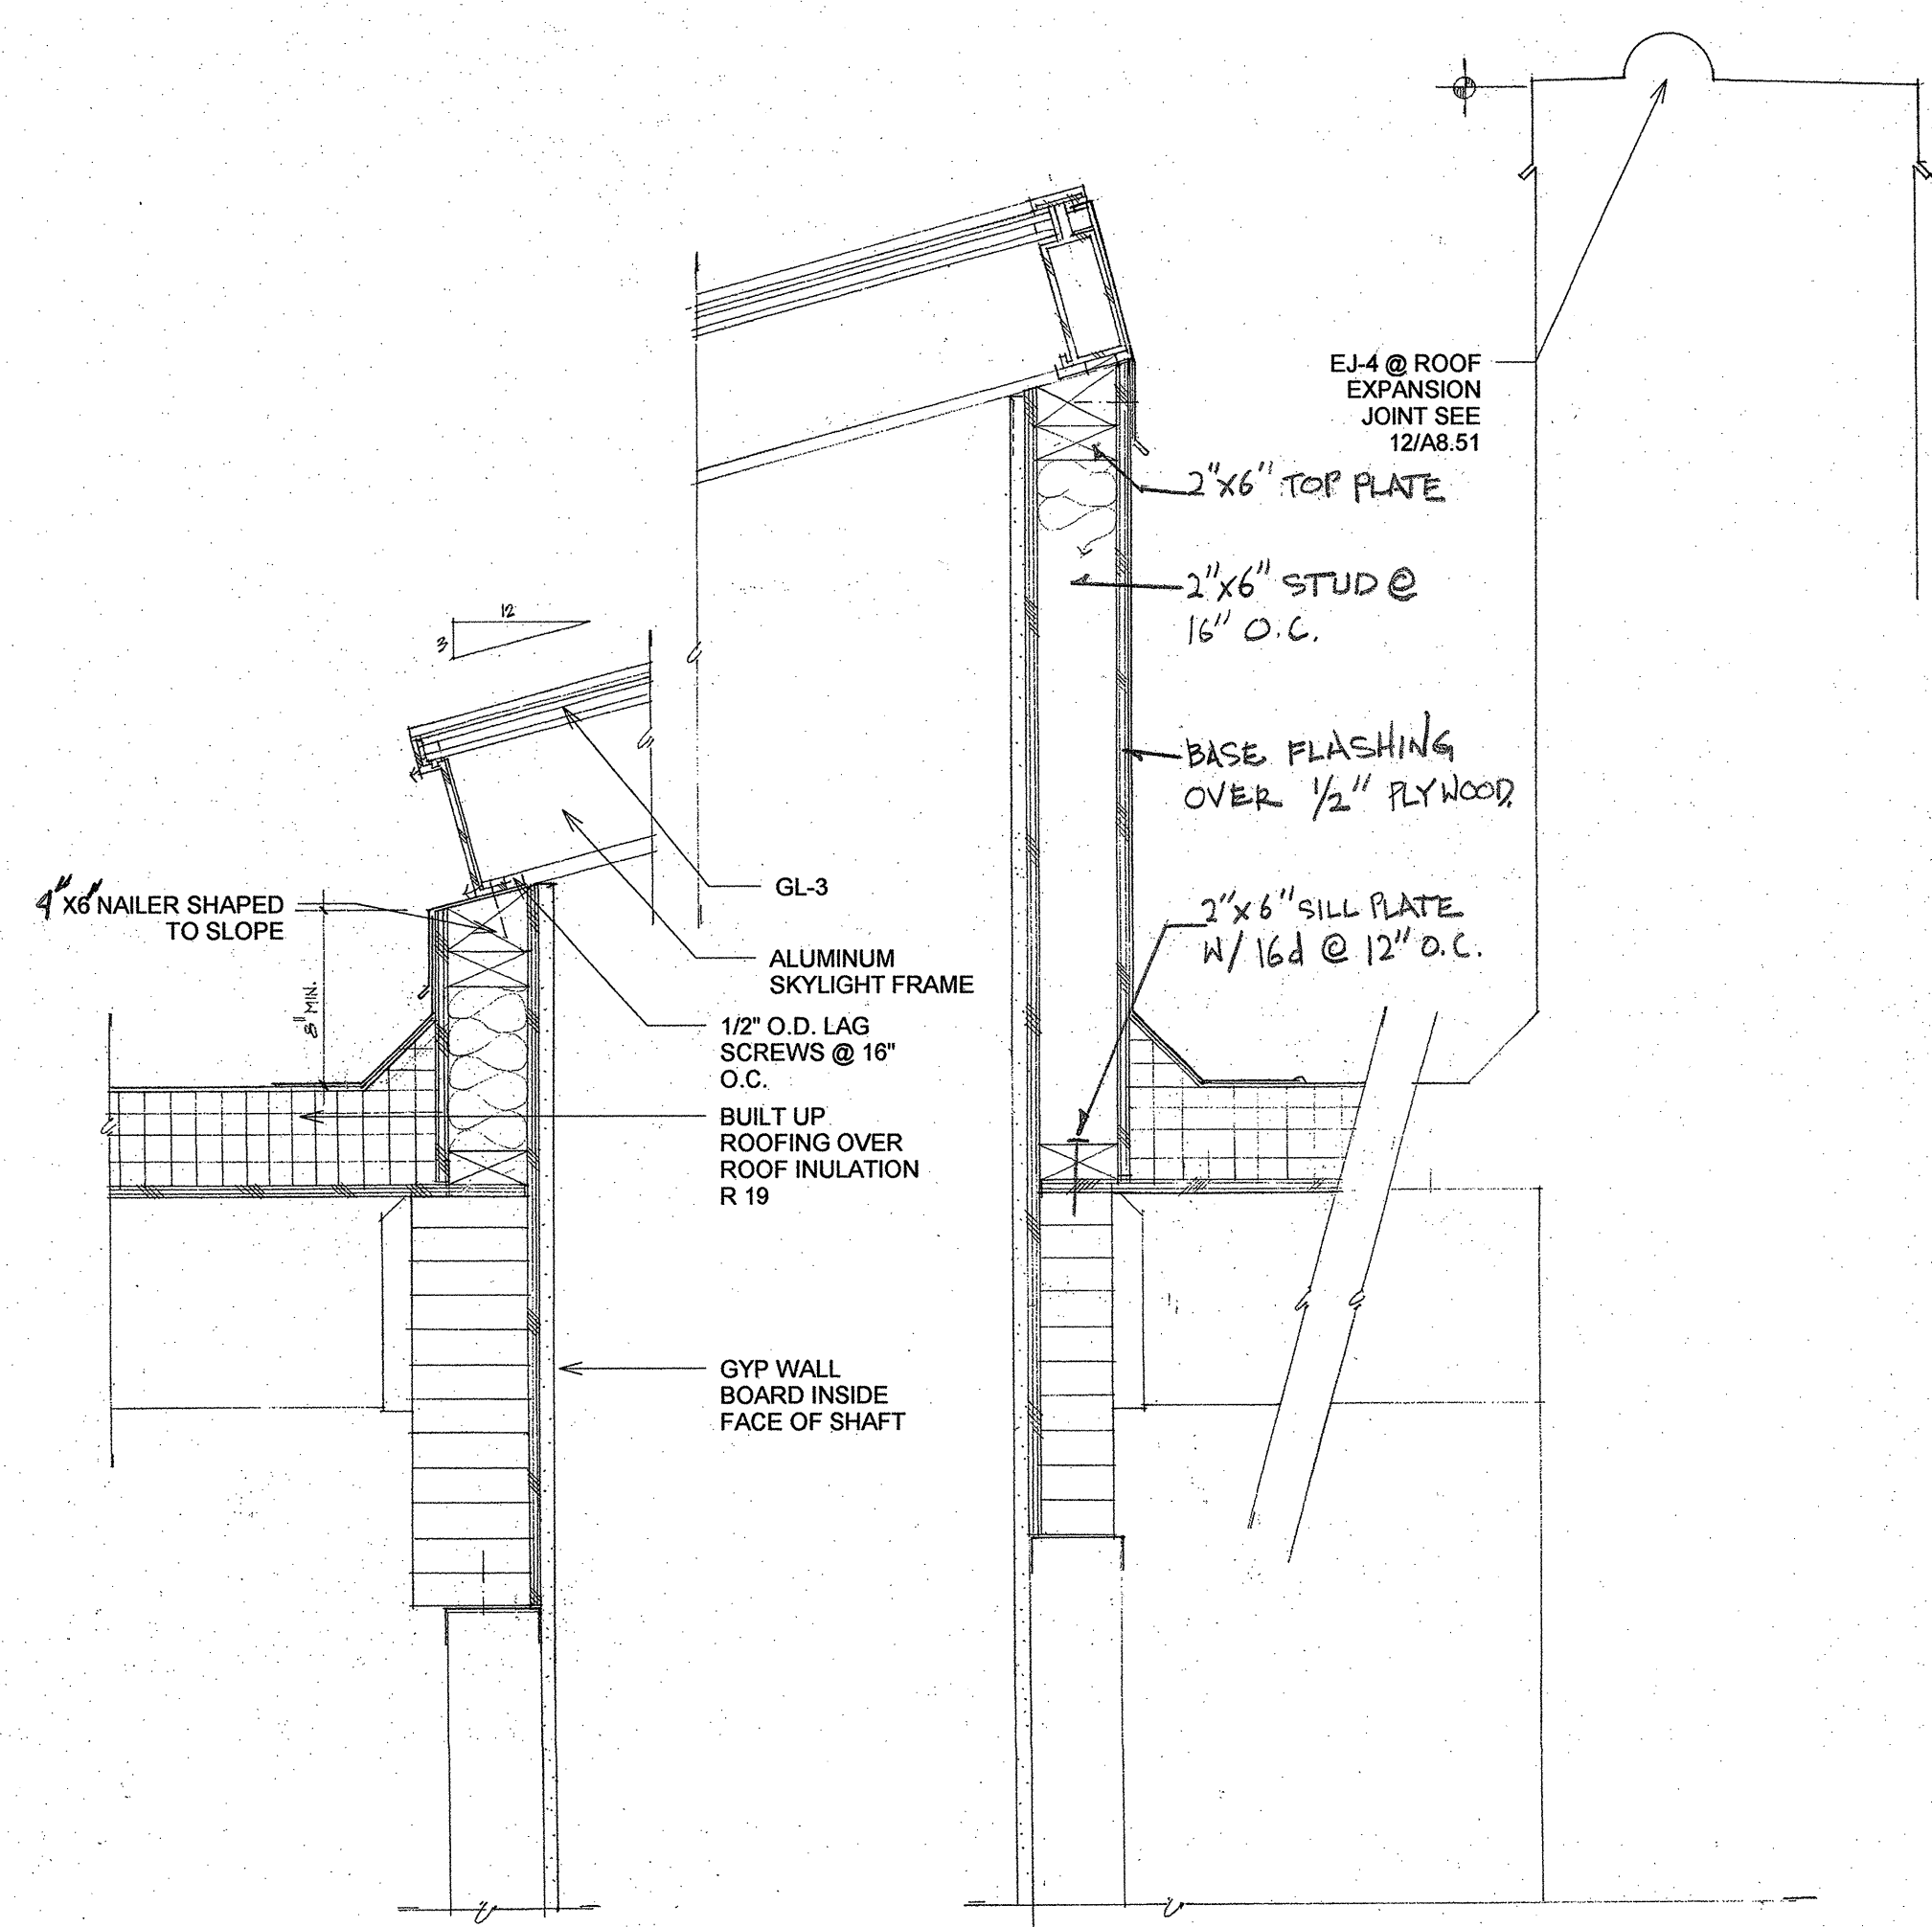 EJ-4 @ ROOF
EXPANSION
JOINT SEE
12/A8.51
2"X6" TOP PLATE
2"X6" STUD @
16" O.C.
12
3
BASE FLASHING
OVER 1/2" PLYWOOD
GL-3
4"X6" NAILER SHAPED
TO SLOPE
2"X6" SILL PLATE
W/ 16d @ 12" O.C.
ALUMINUM
SKYLIGHT FRAME
8" MIN.
1/2" O.D. LAG
SCREWS @ 16"
O.C.
BUILT UP
ROOFING OVER
ROOF INULATION
R 19
GYP WALL
BOARD INSIDE
FACE OF SHAFT